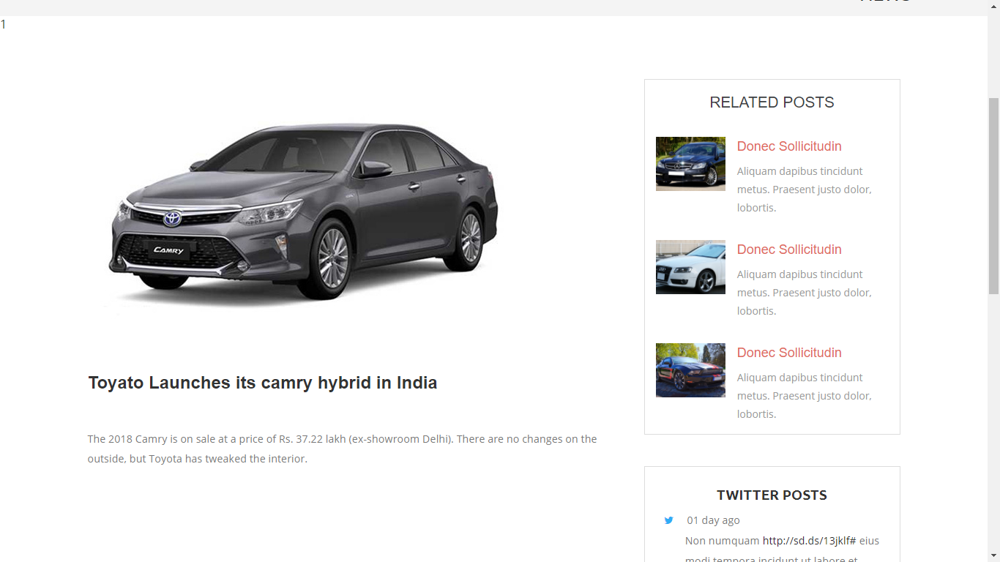 1
CAMRY
Toyato Launches its camry hybrid in India
The 2018 Camry is on sale at a price of Rs. 37.22 lakh (ex-showroom Delhi). There are no changes on the
outside, but Toyota has tweaked the interior.
RELATED POSTS
Donec Sollicitudin
Aliquam dapibus tincidunt
metus. Praesent justo dolor,
lobortis.
Donec Sollicitudin
Aliquam dapibus tincidunt
metus. Praesent justo dolor,
lobortis.
Donec Sollicitudin
Aliquam dapibus tincidunt
metus. Praesent justo dolor,
lobortis.
TWITTER POSTS
01 day ago
Non numquam http://sd.ds/13jklf# eius
modi tempora incidunt ut labore et